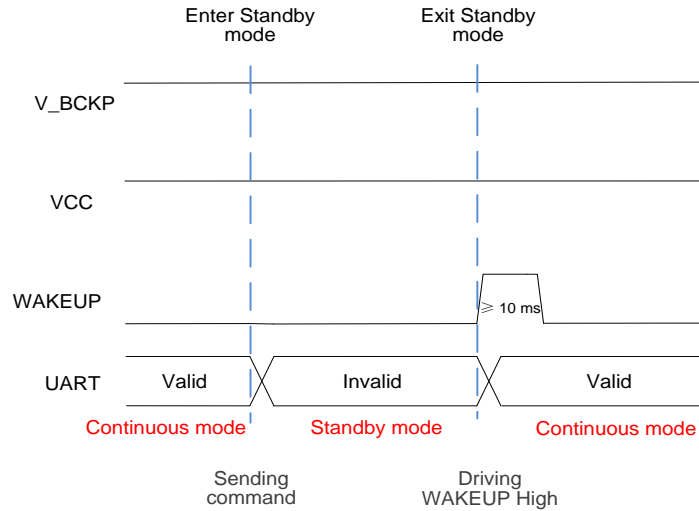 Enter Standby
mode
Exit Standby
mode
V_BCKP
VCC
WAKEUP
≥ 10 ms
UART
Valid
Invalid
Valid
Continuous mode
Standby mode
Continuous mode
Sending
command
Driving
WAKEUP High